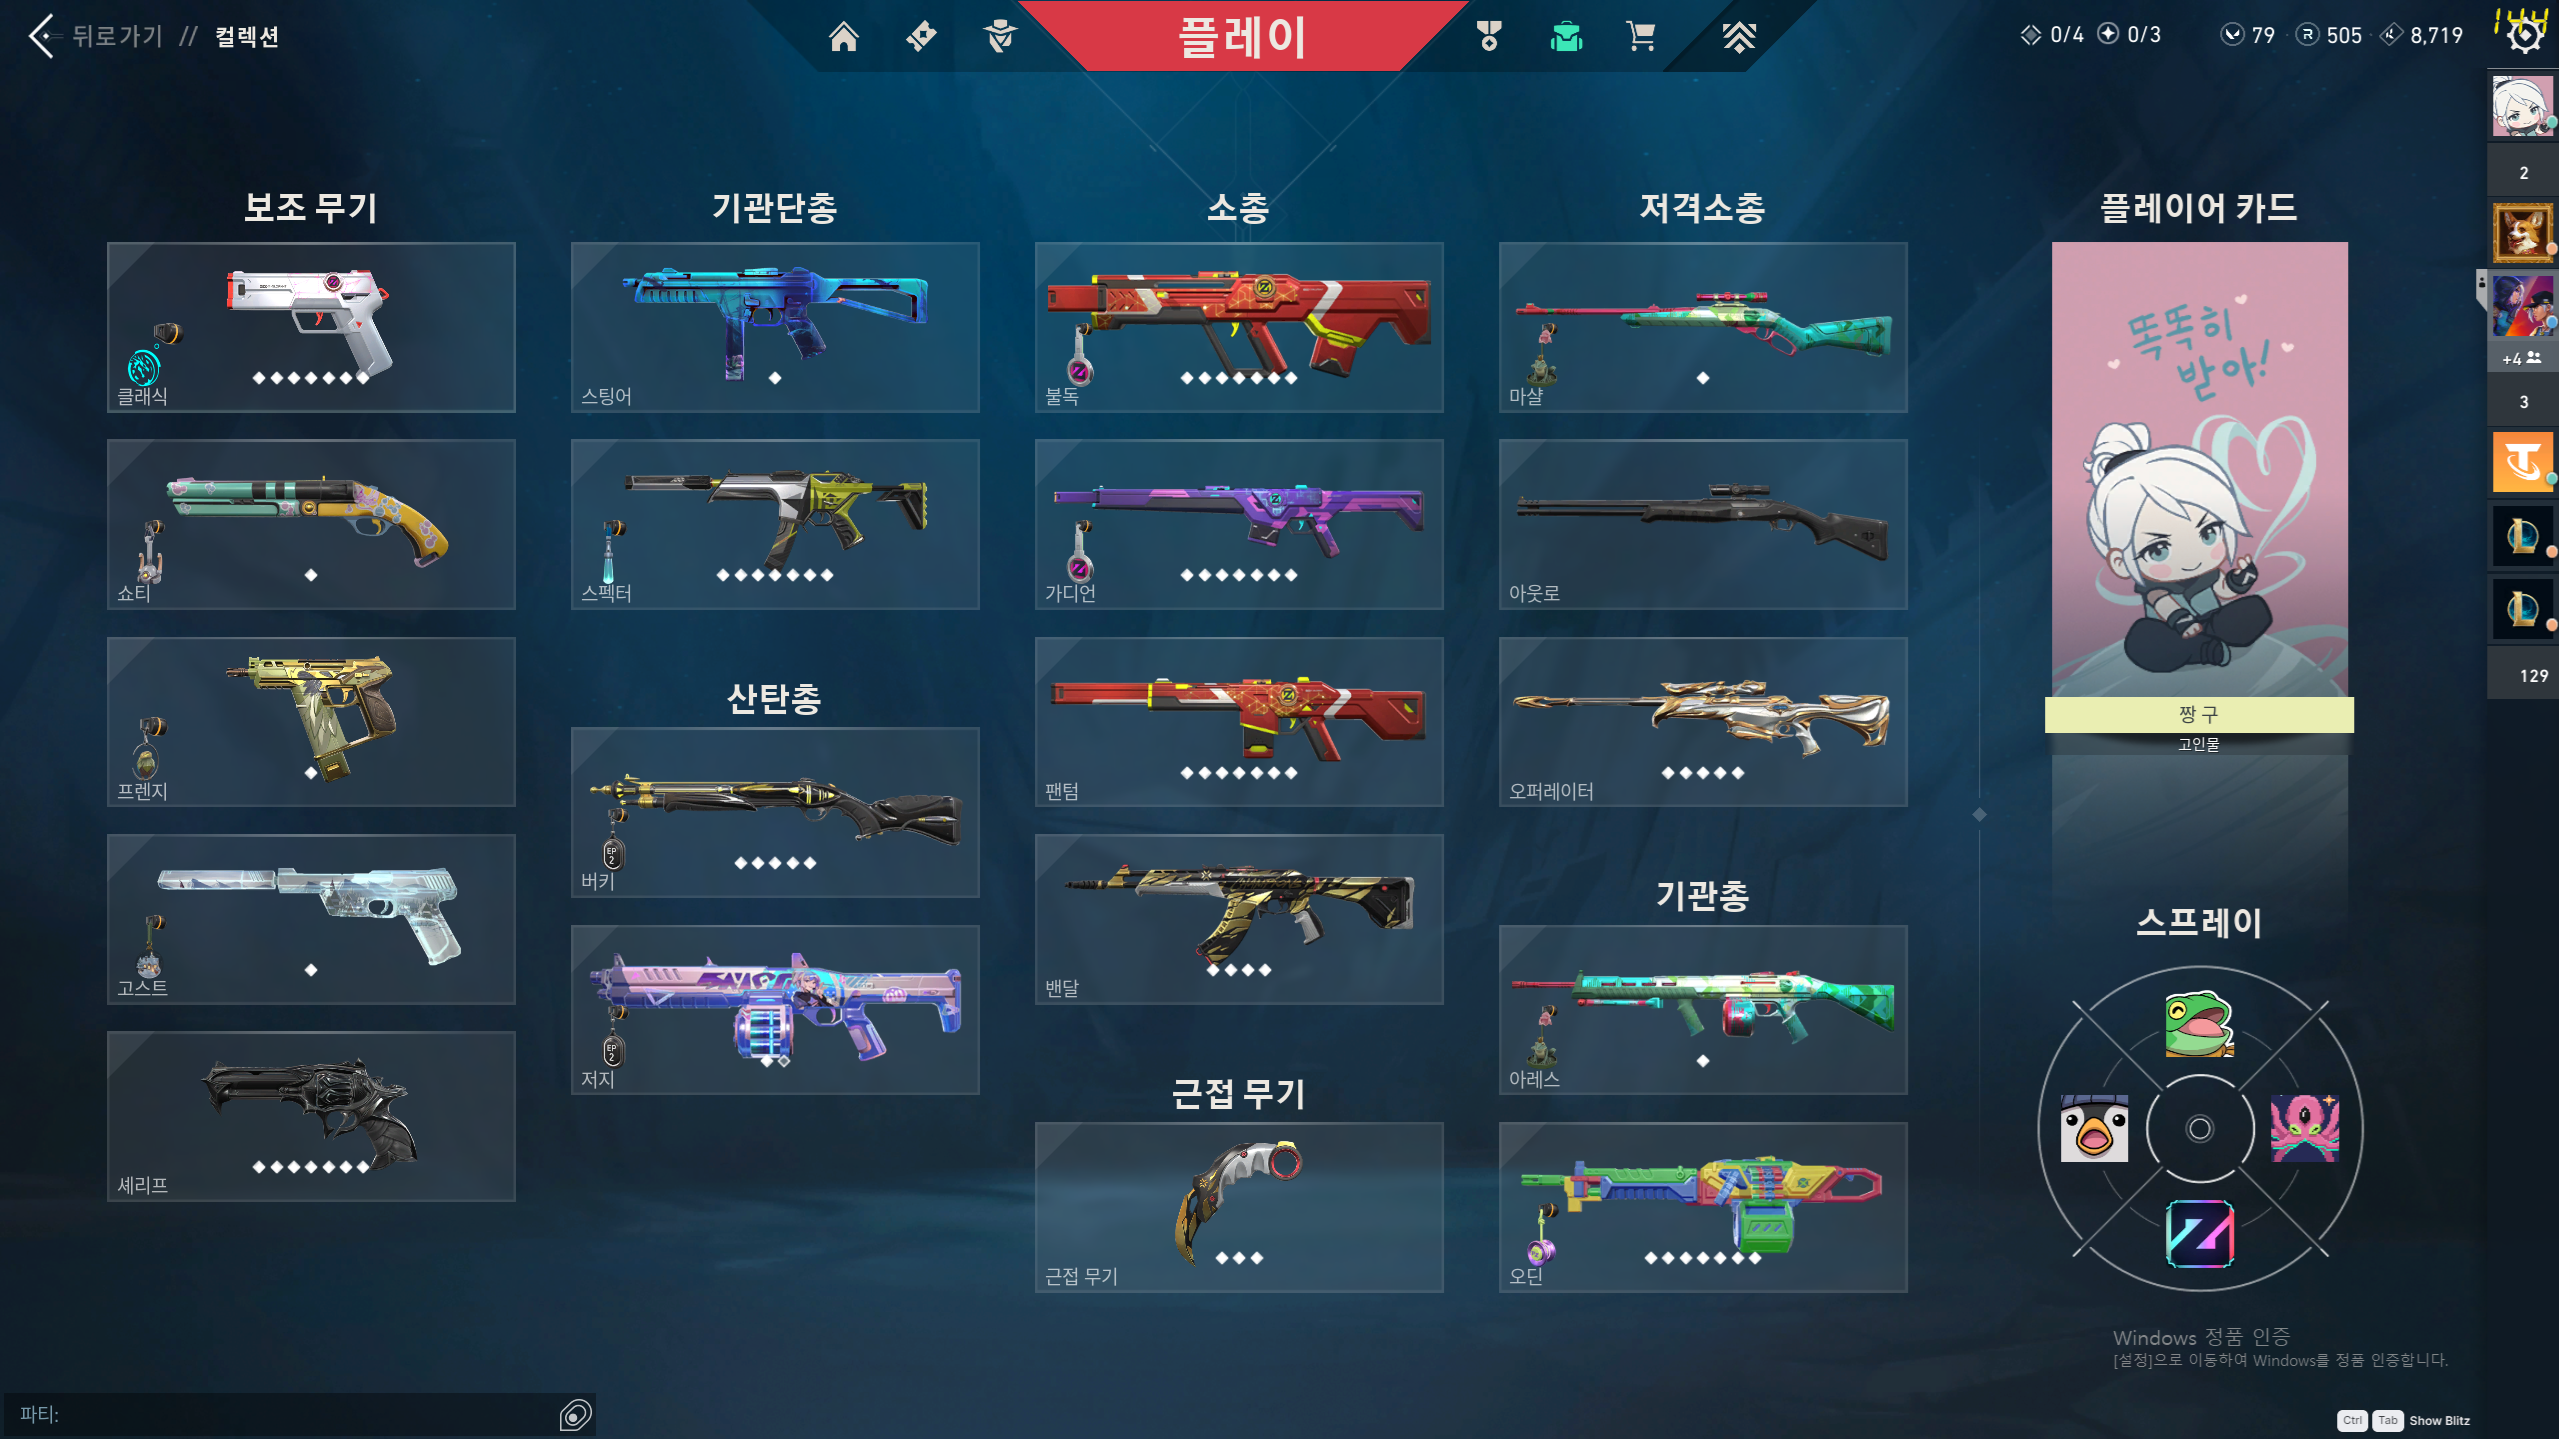 뒤로가기 // 컬렉션
플레이
0/4 0/3 79 505 8,719
144
보조 무기
클래식
쇼티
프렌지
고스트
셰리프
기관단총
스팅어
스펙터
산탄총
EP 2
버키
EP 2
저지
소총
불독
가디언
팬텀
밴달
근접 무기
근접 무기
저격소총
마샬
아웃로
오퍼레이터
기관총
아레스
오딘
플레이어 카드
똑똑히
받아!
짱 구
고인물
스프레이
2
+4
3
129
Windows 정품 인증
[설정]으로 이동하여 Windows를 정품 인증합니다.
파티:
Ctrl Tab Show Blitz